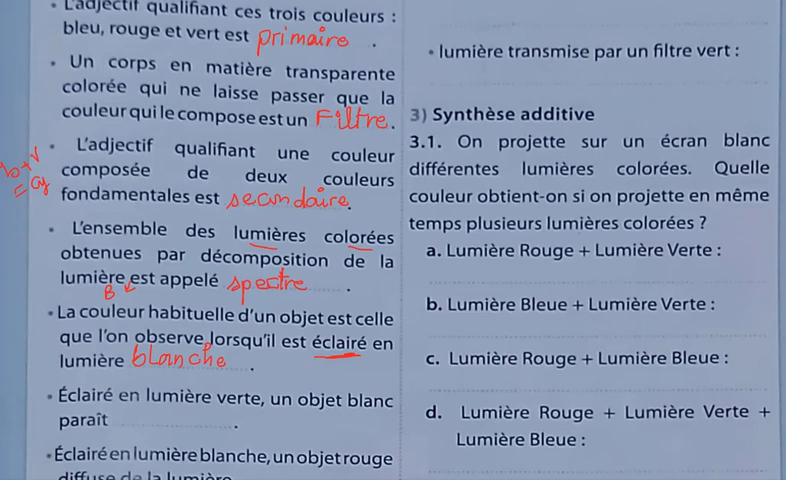 • L'adjectif qualifiant ces trois couleurs :
bleu, rouge et vert est primaire .
• Un corps en matière transparente
colorée qui ne laisse passer que la
couleur qui le compose est un Filtre .
• L'adjectif qualifiant une couleur
composée de deux couleurs
fondamentales est secondaire.
b+v
= cy
• L'ensemble des lumières colorées
obtenues par décomposition de la
lumière est appelé spectre .
B
• La couleur habituelle d'un objet est celle
que l'on observe lorsqu'il est éclairé en
lumière blanche .
• Éclairé en lumière verte, un objet blanc
paraît .
• Éclairé en lumière blanche, un objet rouge
diffuse de la lumière
• lumière transmise par un filtre vert :
3) Synthèse additive
3.1. On projette sur un écran blanc
différentes lumières colorées. Quelle
couleur obtient-on si on projette en même
temps plusieurs lumières colorées ?
a. Lumière Rouge + Lumière Verte :
b. Lumière Bleue + Lumière Verte :
c. Lumière Rouge + Lumière Bleue :
d. Lumière Rouge + Lumière Verte +
Lumière Bleue :